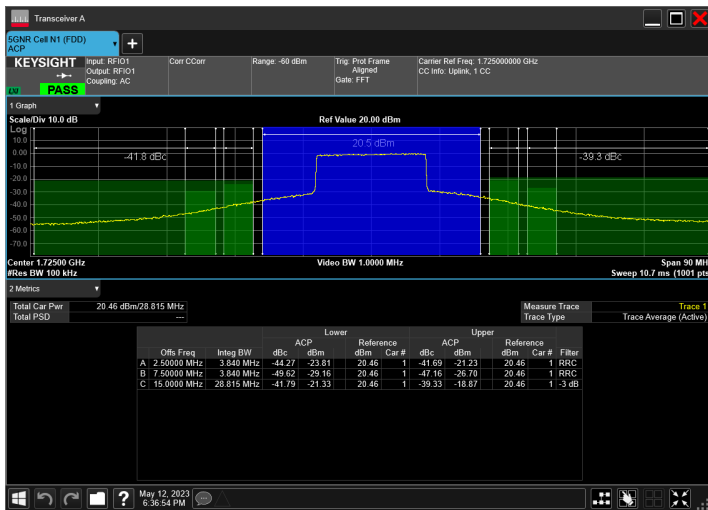 Transceiver A
5GNR Cell N1 (FDD)
ACP
KEYSIGHT
Input: RFIO1
Output: RFIO1
Coupling: AC
Corr CCorr
Range: -60 dBm
Trig: Prot Frame
Aligned
Gate: FFT
Carrier Ref Freq: 1.725000000 GHz
CC Info: Uplink, 1 CC
PASS
1 Graph
Scale/Div 10.0 dB
Ref Value 20.00 dBm
Log
10.0
0.00
-10.0
-20.0
-30.0
-40.0
-50.0
-60.0
-70.0
-41.8 dBc
20.5 dBm
-39.3 dBc
Center 1.72500 GHz
Video BW 1.0000 MHz
Span 90 MH
#Res BW 100 kHz
Sweep 10.7 ms (1001 pts
2 Metrics
Total Car Pwr 20.46 dBm/28.815 MHz
Total PSD ---
Measure Trace Trace 1
Trace Type Trace Average (Active)
Lower Upper
ACP Reference ACP Reference
Offs Freq Integ BW dBc dBm dBm Car # dBc dBm dBm Car # Filter
A 2.50000 MHz 3.840 MHz -44.27 -23.81 20.46 1 -41.69 -21.23 20.46 1 RRC
B 7.50000 MHz 3.840 MHz -49.62 -29.16 20.46 1 -47.16 -26.70 20.46 1 RRC
C 15.0000 MHz 28.815 MHz -41.79 -21.33 20.46 1 -39.33 -18.87 20.46 1 -3 dB
May 12, 2023
6:36:54 PM